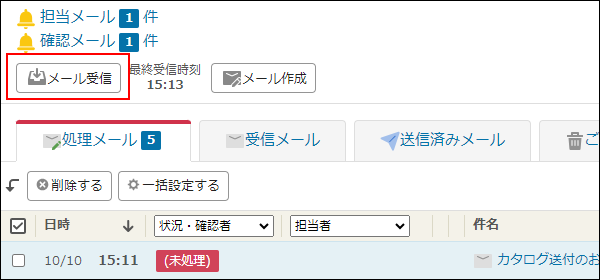 担当メール 1 件
確認メール 1 件
メール受信 最終受信時刻 15:13 メール作成
処理メール 5 受信メール 送信済みメール ご
削除する 一括設定する
日時 状況・確認者 担当者 件名
10/10 15:11 (未処理) カタログ送付のお